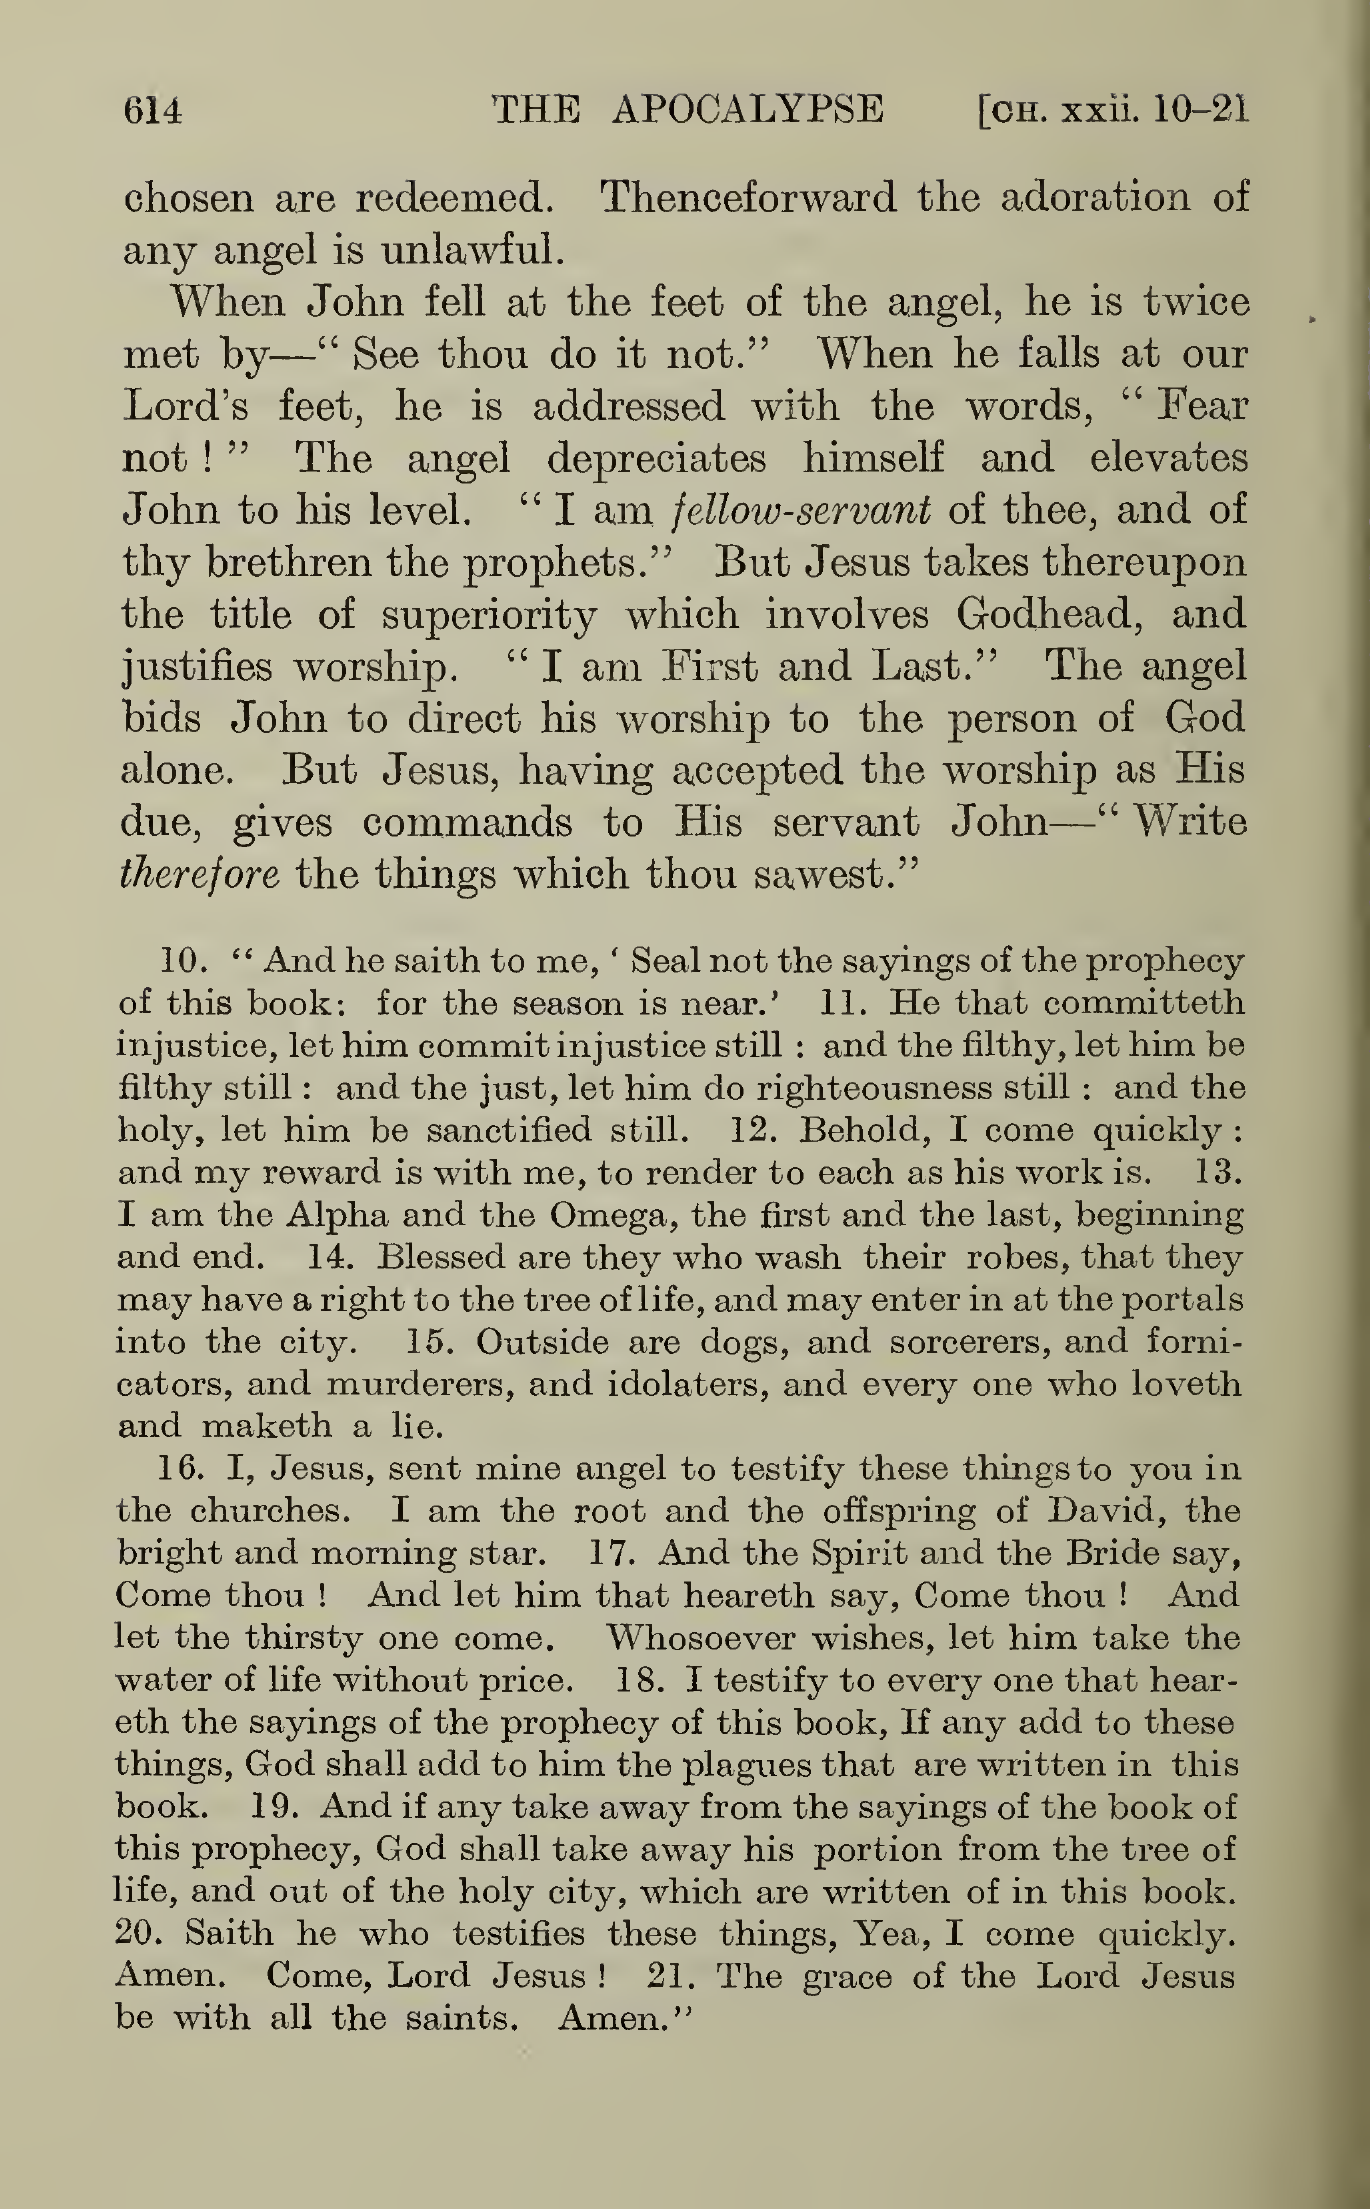 614 THE APOCALYPSE [CH. xxii. 10–21
chosen are redeemed. Thenceforward the adoration of
any angel is unlawful.
When John fell at the feet of the angel, he is twice
met by—“ See thou do it not.” When he falls at our
Lord’s feet, he is addressed with the words, “ Fear
not ! ” The angel depreciates himself and elevates
John to his level. “ I am fellow-servant of thee, and of
thy brethren the prophets.” But Jesus takes thereupon
the title of superiority which involves Godhead, and
justifies worship. “ I am First and Last.” The angel
bids John to direct his worship to the person of God
alone. But Jesus, having accepted the worship as His
due, gives commands to His servant John—“ Write
therefore the things which thou sawest.”
10. “ And he saith to me, ‘ Seal not the sayings of the prophecy
of this book: for the season is near.’ 11. He that committeth
injustice, let him commit injustice still : and the filthy, let him be
filthy still : and the just, let him do righteousness still : and the
holy, let him be sanctified still. 12. Behold, I come quickly :
and my reward is with me, to render to each as his work is. 13.
I am the Alpha and the Omega, the first and the last, beginning
and end. 14. Blessed are they who wash their robes, that they
may have a right to the tree of life, and may enter in at the portals
into the city. 15. Outside are dogs, and sorcerers, and forni-
cators, and murderers, and idolaters, and every one who loveth
and maketh a lie.
16. I, Jesus, sent mine angel to testify these things to you in
the churches. I am the root and the offspring of David, the
bright and morning star. 17. And the Spirit and the Bride say,
Come thou ! And let him that heareth say, Come thou ! And
let the thirsty one come. Whosoever wishes, let him take the
water of life without price. 18. I testify to every one that hear-
eth the sayings of the prophecy of this book, If any add to these
things, God shall add to him the plagues that are written in this
book. 19. And if any take away from the sayings of the book of
this prophecy, God shall take away his portion from the tree of
life, and out of the holy city, which are written of in this book.
20. Saith he who testifies these things, Yea, I come quickly.
Amen. Come, Lord Jesus ! 21. The grace of the Lord Jesus
be with all the saints. Amen.”